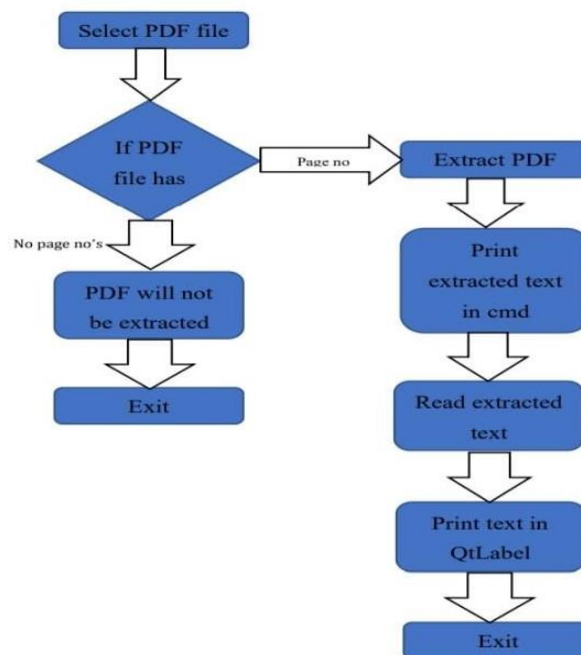 Select PDF file
If PDF
file has
Page no
Extract PDF
No page no's
PDF will not
be extracted
Exit
Print
extracted text
in cmd
Read extracted
text
Print text in
QtLabel
Exit